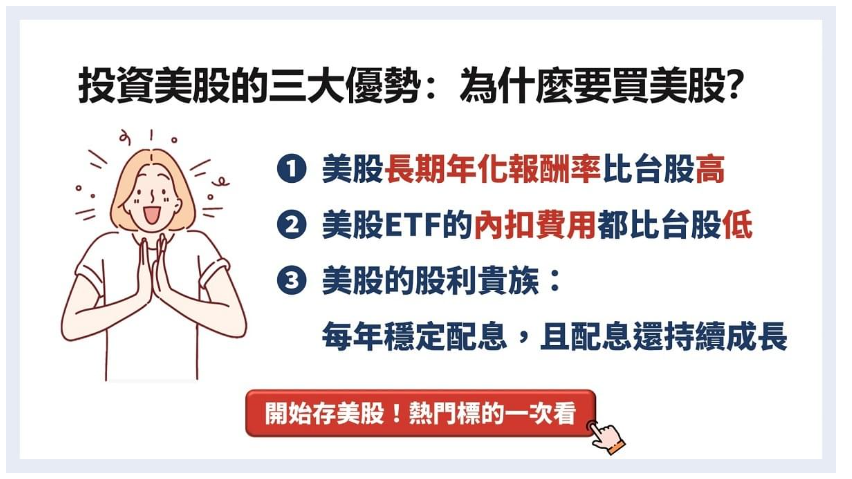 投資美股的三大優勢：為什麼要買美股？
1 美股長期年化報酬率比台股高
2 美股ETF的內扣費用都比台股低
3 美股的股利貴族：
每年穩定配息，且配息還持續成長
開始存美股！熱門標的一次看